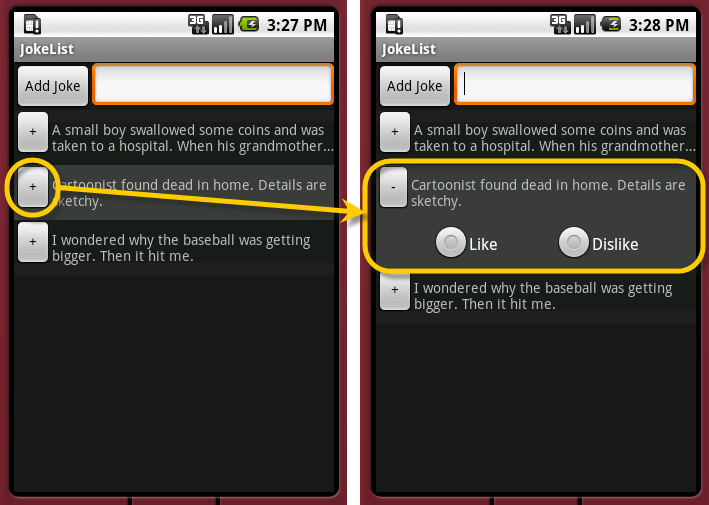 3G 3:27 PM
JokeList
Add Joke
+ A small boy swallowed some coins and was
taken to a hospital. When his grandmother...
+ Cartoonist found dead in home. Details are
sketchy.
+ I wondered why the baseball was getting
bigger. Then it hit me.
3G 3:28 PM
JokeList
Add Joke
+ A small boy swallowed some coins and was
taken to a hospital. When his grandmother...
- Cartoonist found dead in home. Details are
sketchy.
Like Dislike
+ I wondered why the baseball was getting
bigger. Then it hit me.